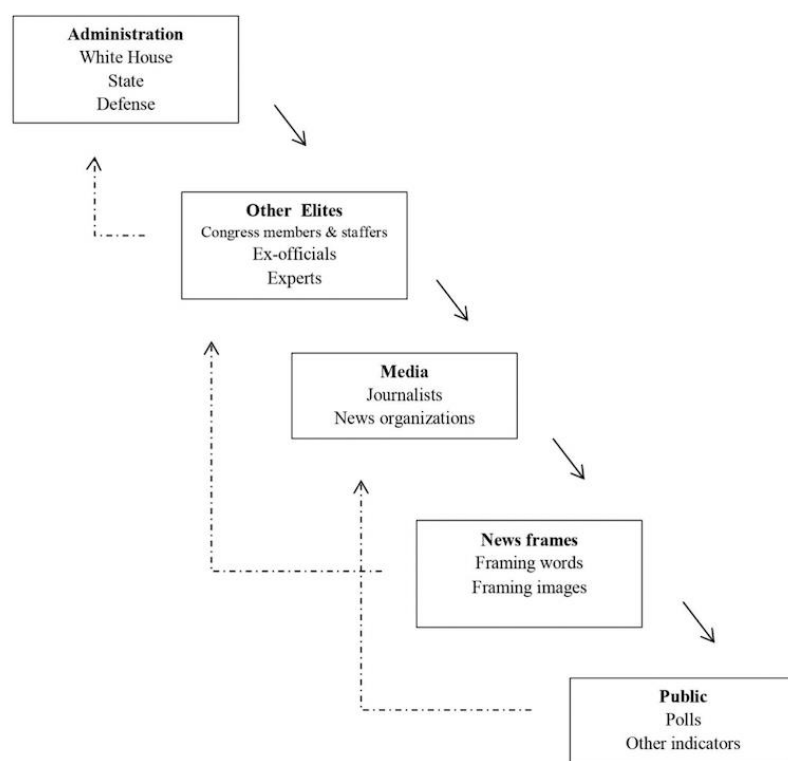 Administration
White House
State
Defense
Other Elites
Congress members & staffers
Ex-officials
Experts
Media
Journalists
News organizations
News frames
Framing words
Framing images
Public
Polls
Other indicators